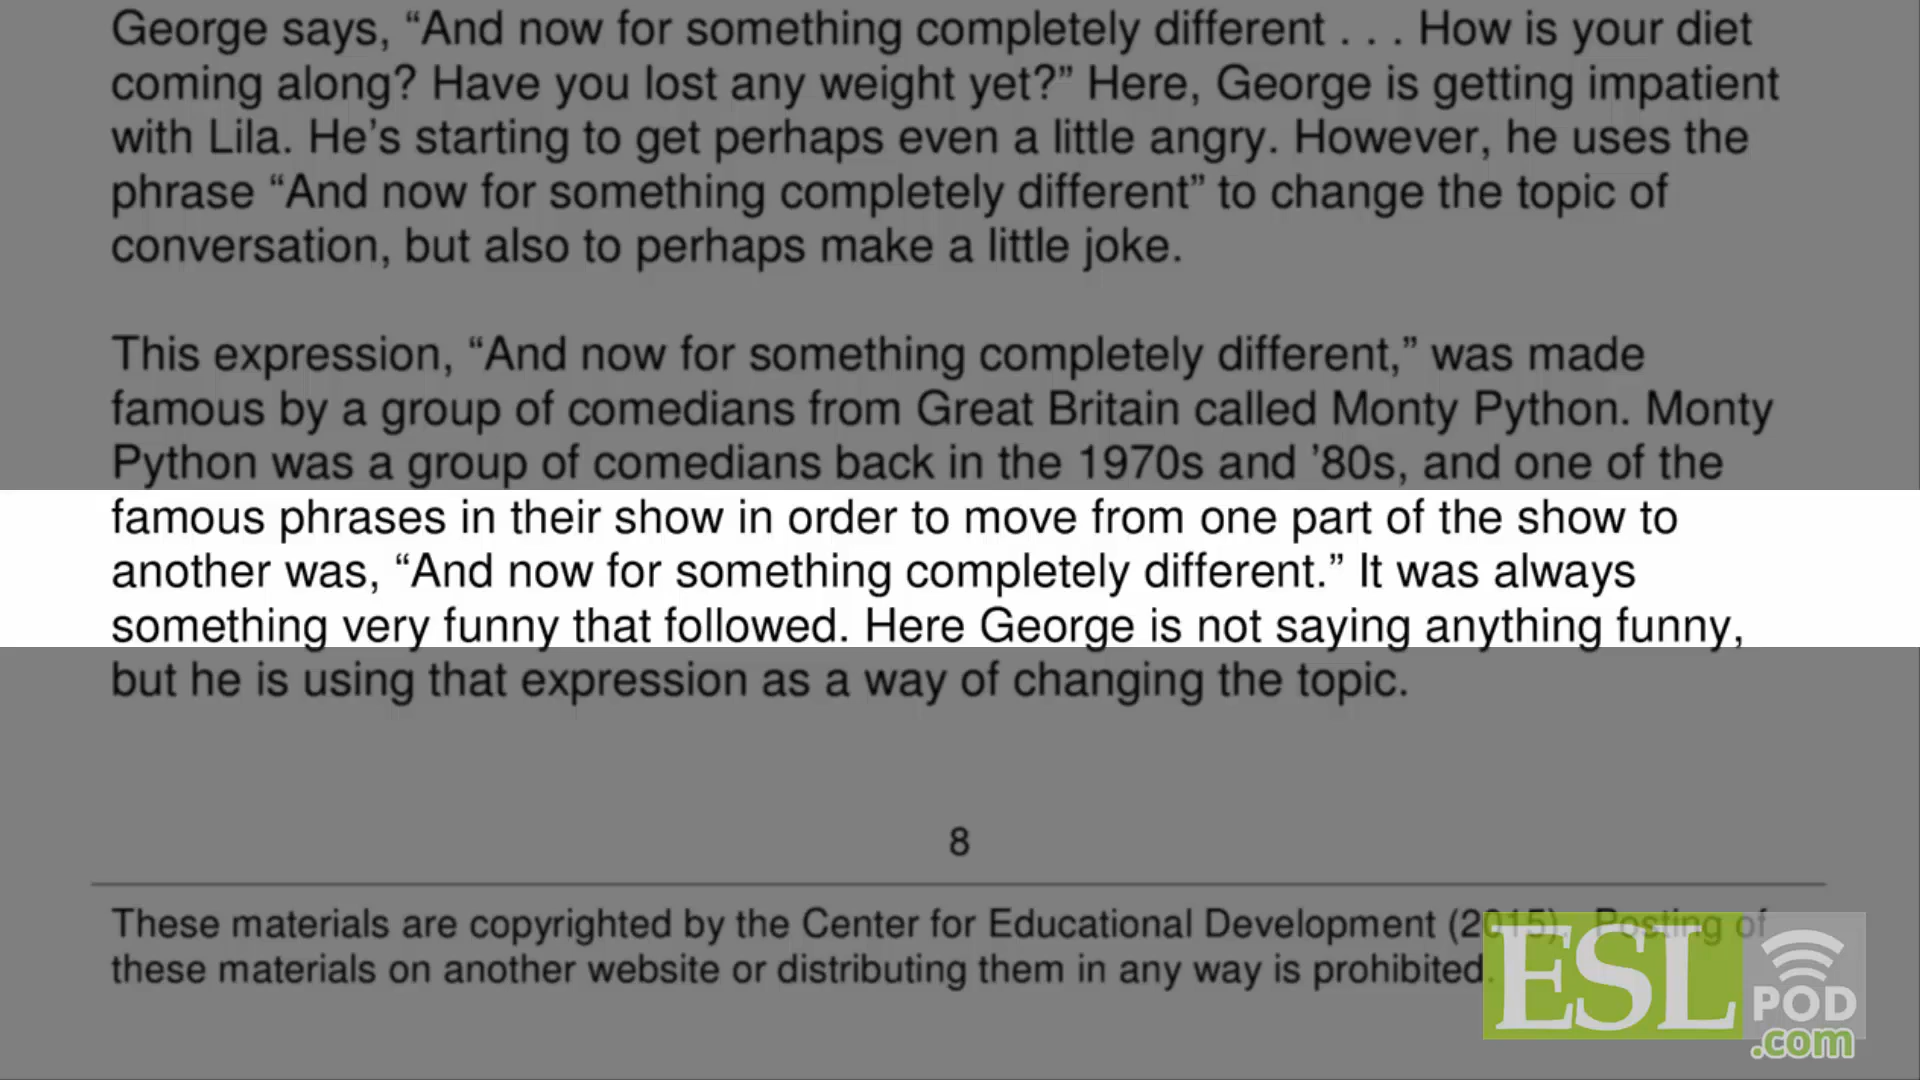 George says, “And now for something completely different . . . How is your diet
coming along? Have you lost any weight yet?” Here, George is getting impatient
with Lila. He’s starting to get perhaps even a little angry. However, he uses the
phrase “And now for something completely different” to change the topic of
conversation, but also to perhaps make a little joke.
This expression, “And now for something completely different,” was made
famous by a group of comedians from Great Britain called Monty Python. Monty
Python was a group of comedians back in the 1970s and ’80s, and one of the
famous phrases in their show in order to move from one part of the show to
another was, “And now for something completely different.” It was always
something very funny that followed. Here George is not saying anything funny,
but he is using that expression as a way of changing the topic.
8
These materials are copyrighted by the Center for Educational Development (2015). Posting of
these materials on another website or distributing them in any way is prohibited.
ESL
POD
.com